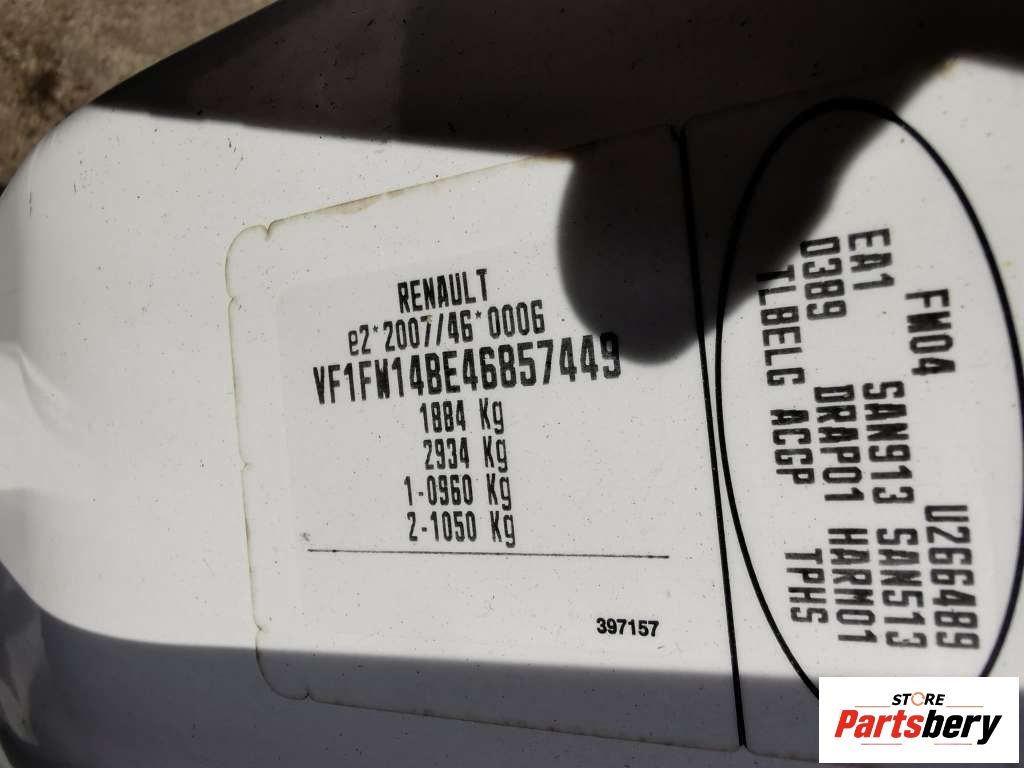 RENAULT
e2*2007/46*0006
VF1FW14BE46857449
1884 Kg
2934 Kg
1-0960 Kg
2-1050 Kg
397157
FW04 U266489
EA1 SAN913 SAN513
0389 DRAP01 HARM01
TLBELG ACGP TPHS
STORE
Partsbery